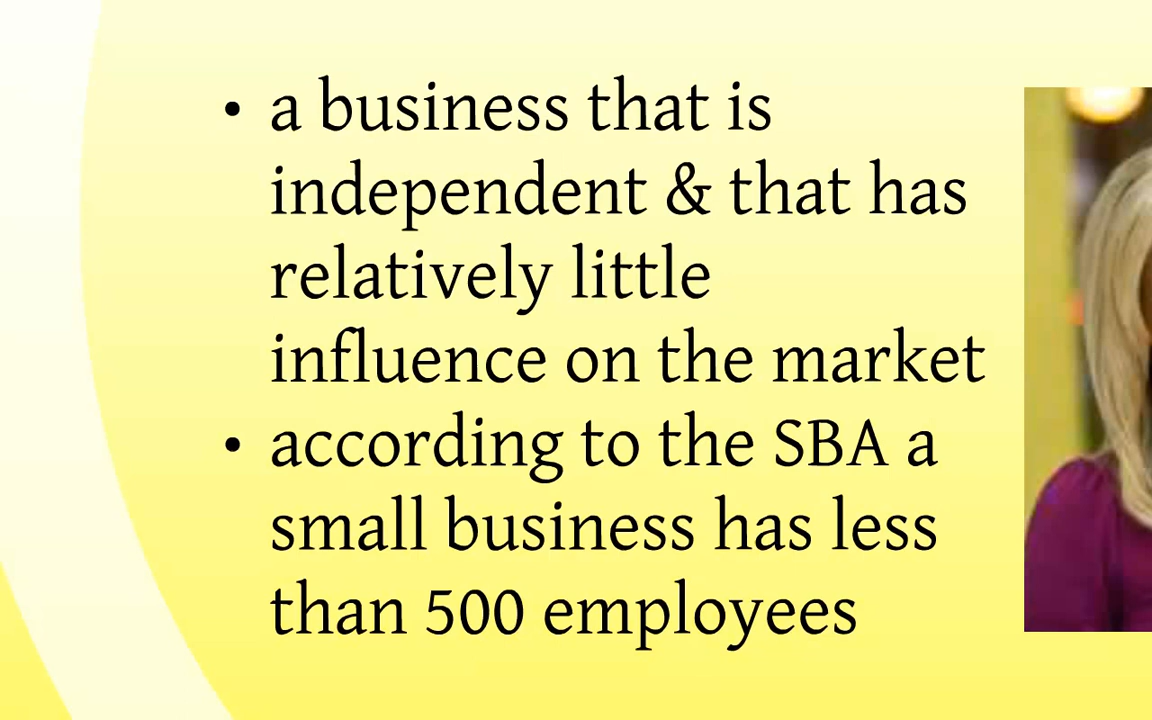 • a business that is
independent & that has
relatively little
influence on the market
• according to the SBA a
small business has less
than 500 employees